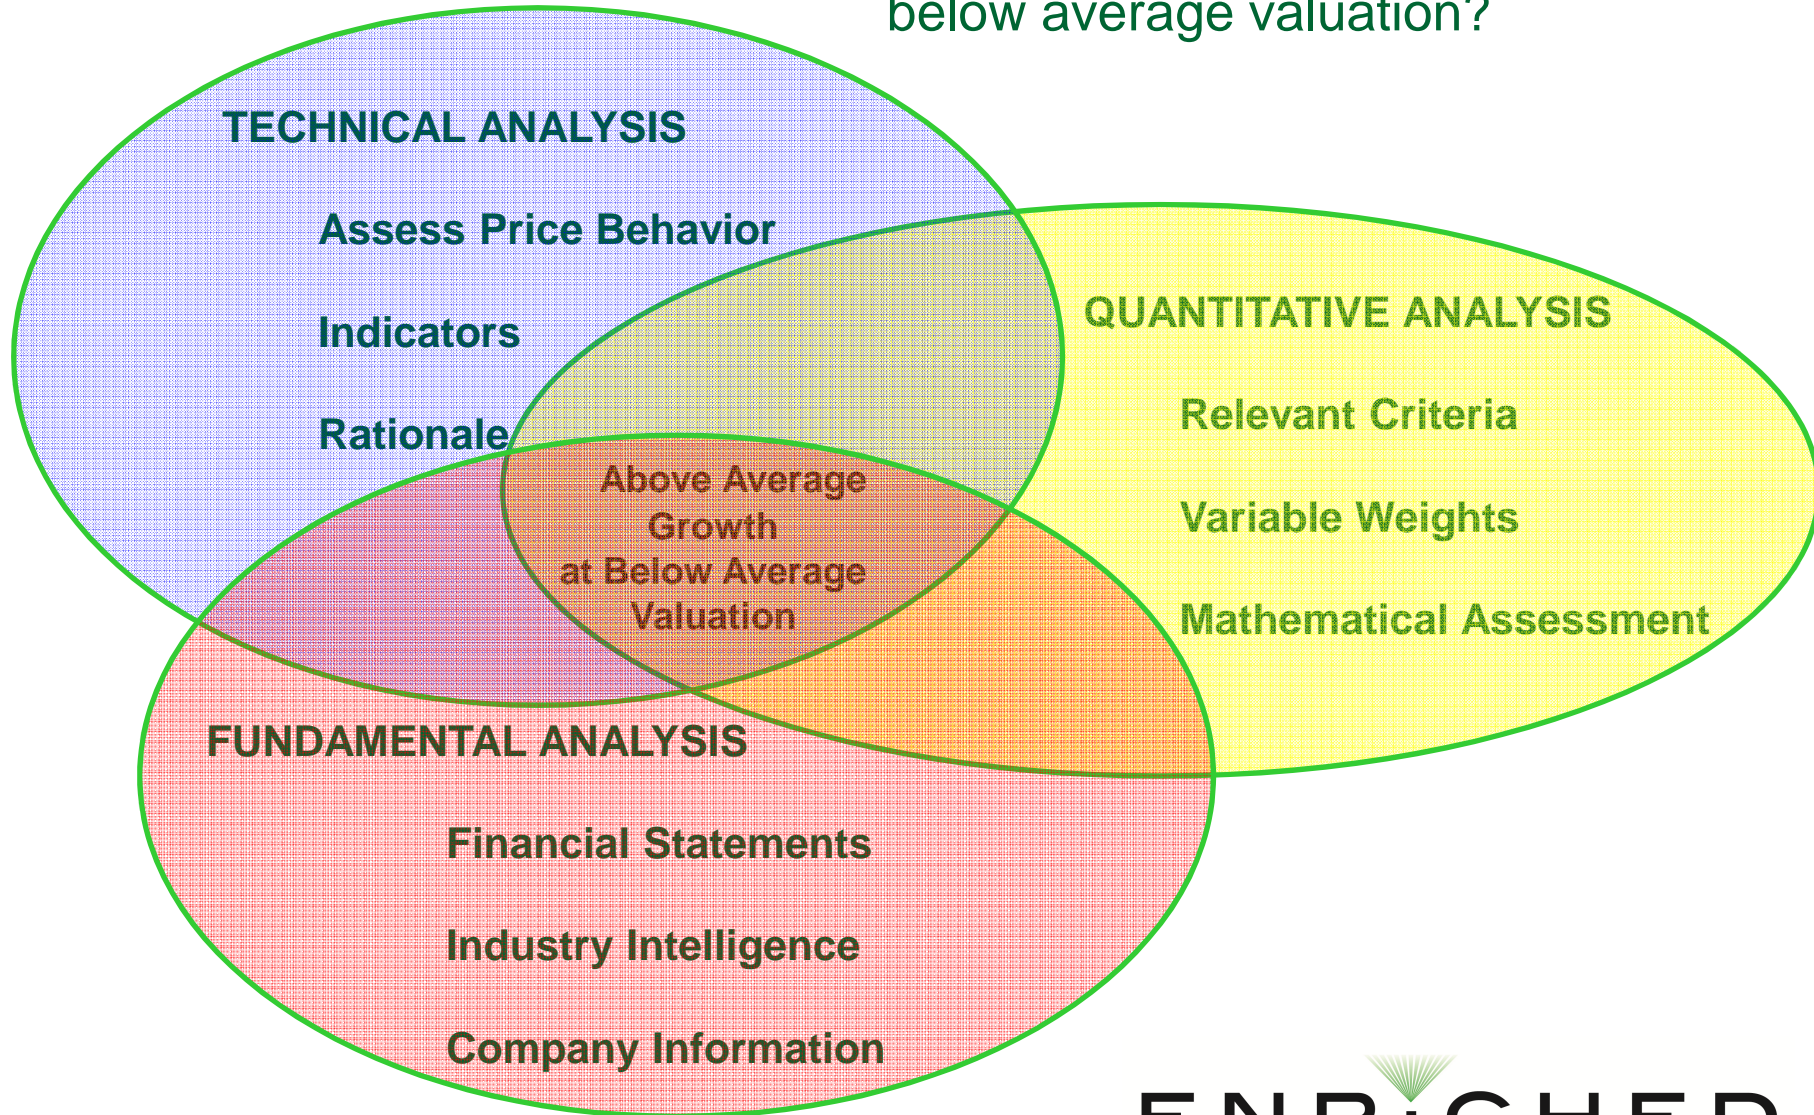 below average valuation?
TECHNICAL ANALYSIS
Assess Price Behavior
Indicators
Rationale
QUANTITATIVE ANALYSIS
Relevant Criteria
Variable Weights
Mathematical Assessment
Above Average
Growth
at Below Average
Valuation
FUNDAMENTAL ANALYSIS
Financial Statements
Industry Intelligence
Company Information
ENRiCHED